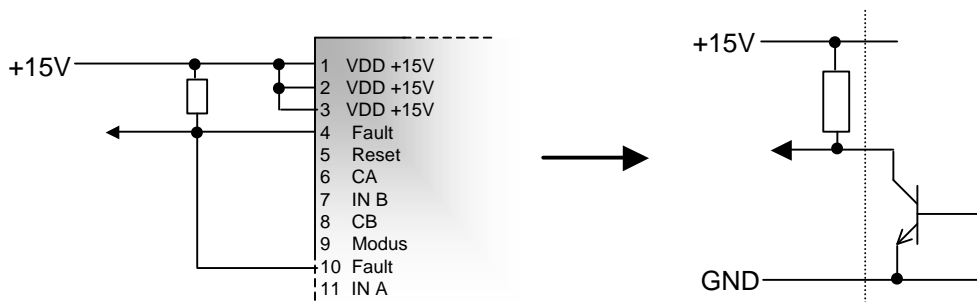 +15V
1 VDD +15V
2 VDD +15V
3 VDD +15V
4 Fault
5 Reset
6 CA
7 IN B
8 CB
9 Modus
10 Fault
11 IN A
+15V
GND